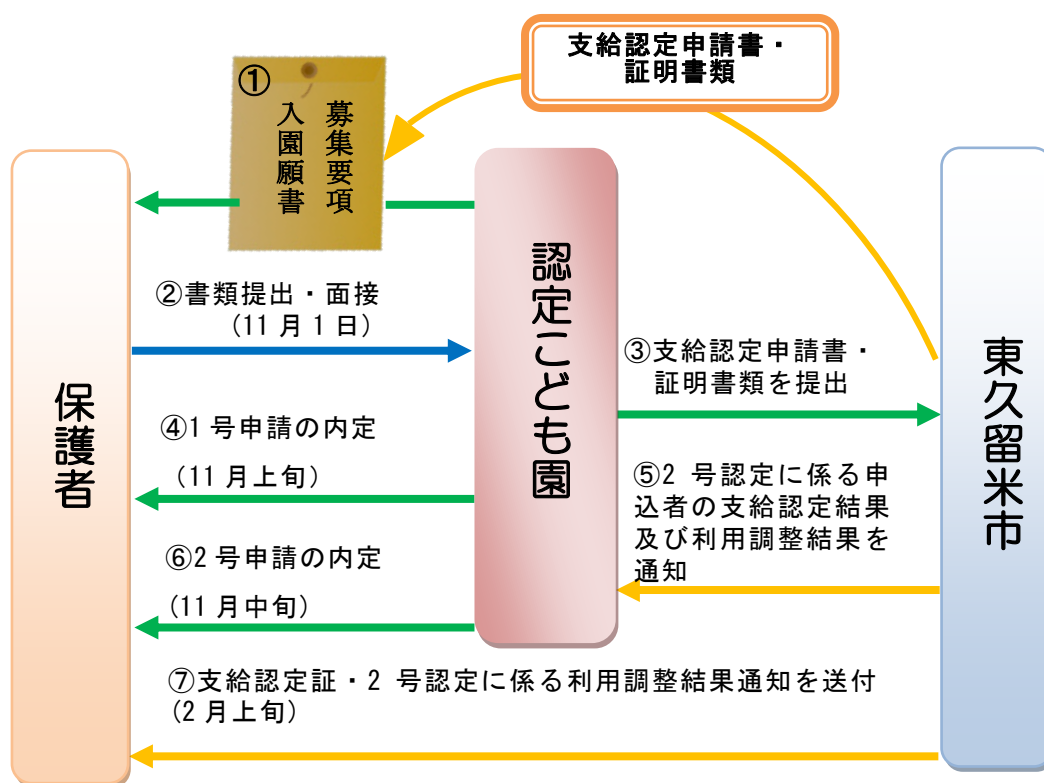 支給認定申請書・
証明書類
①
募集要項
入園願書
保護者
認定こども園
東久留米市
②書類提出・面接
(11月1日)
③支給認定申請書・
証明書類を提出
④1号申請の内定
(11月上旬)
⑤2 号認定に係る申
込者の支給認定結果
及び利用調整結果を
通知
⑥2号申請の内定
(11月中旬)
⑦支給認定証・2 号認定に係る利用調整結果通知を送付
(2月上旬)